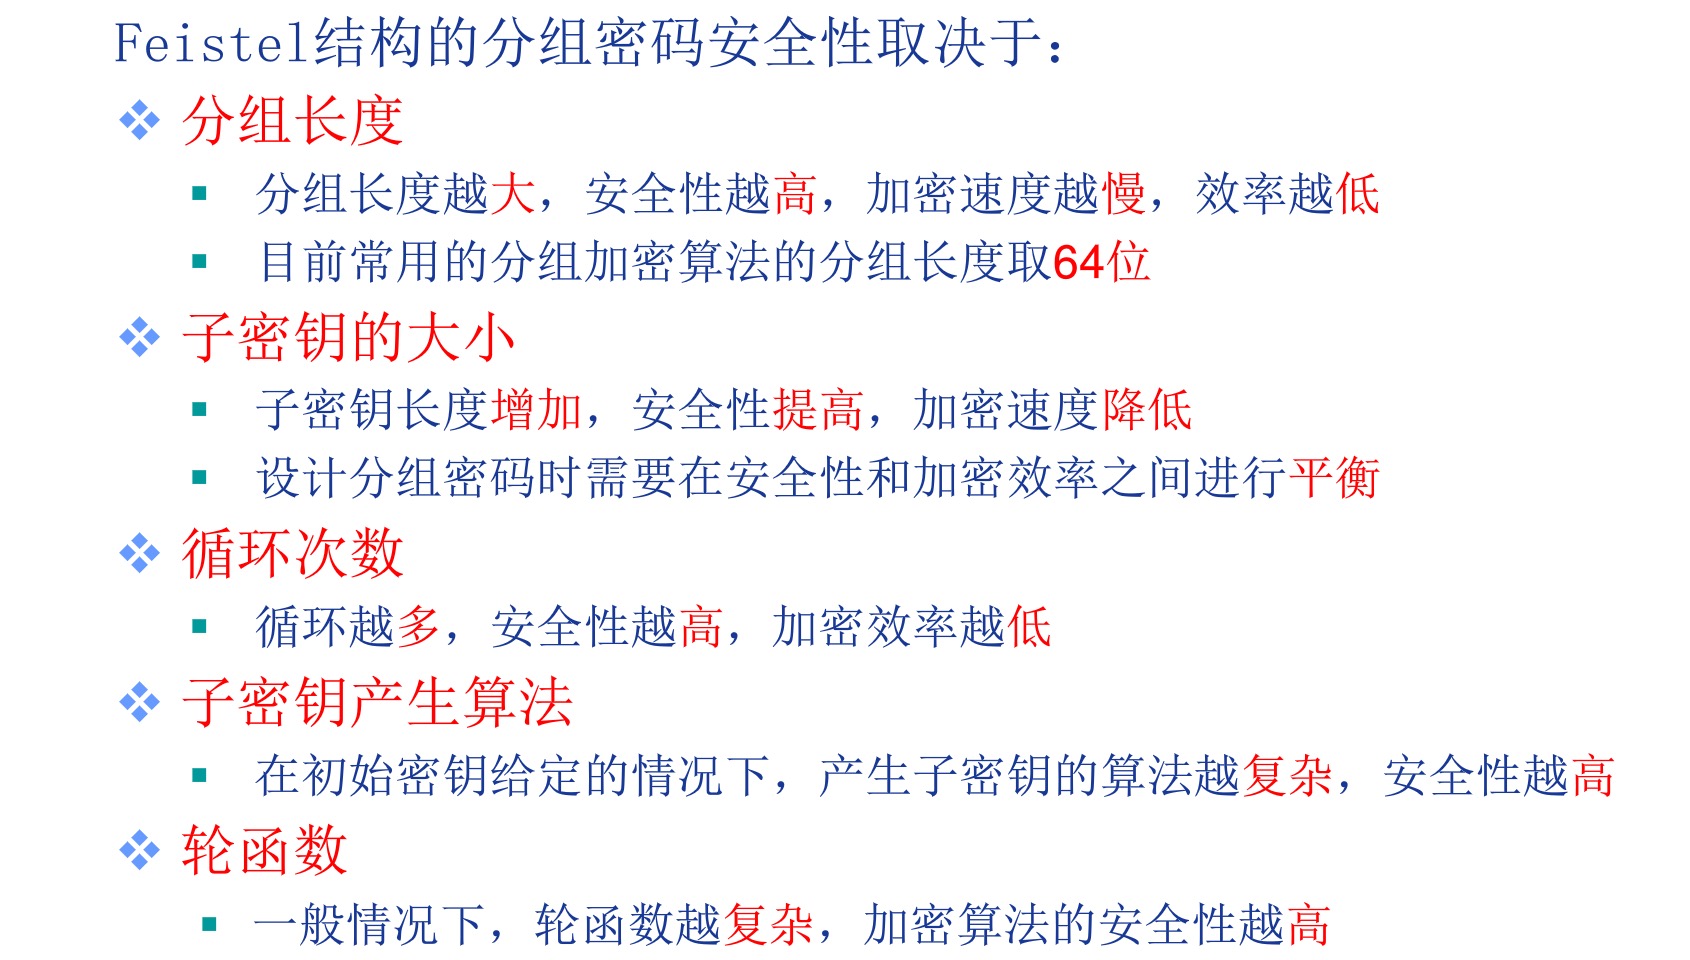 Feistel结构的分组密码安全性取决于：
分组长度
分组长度越大，安全性越高，加密速度越慢，效率越低
目前常用的分组加密算法的分组长度取64位
子密钥的大小
子密钥长度增加，安全性提高，加密速度降低
设计分组密码时需要在安全性和加密效率之间进行平衡
循环次数
循环越多，安全性越高，加密效率越低
子密钥产生算法
在初始密钥给定的情况下，产生子密钥的算法越复杂，安全性越高
轮函数
一般情况下，轮函数越复杂，加密算法的安全性越高